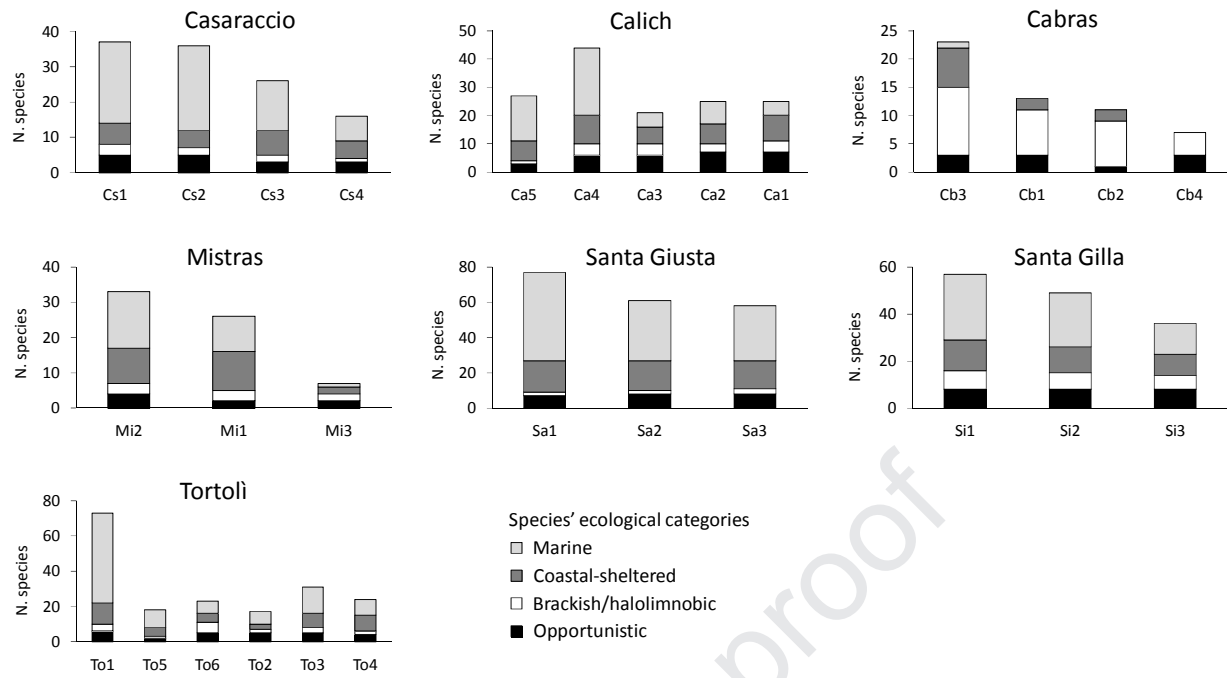 Casaraccio
N. species
40
30
20
10
0
Cs1 Cs2 Cs3 Cs4
Calich
N. species
50
40
30
20
10
0
Ca5 Ca4 Ca3 Ca2 Ca1
Cabras
N. species
25
20
15
10
5
0
Cb3 Cb1 Cb2 Cb4
Mistras
N. species
40
30
20
10
0
Mi2 Mi1 Mi3
Santa Giusta
N. species
80
60
40
20
0
Sa1 Sa2 Sa3
Santa Gilla
N. species
60
40
20
0
Si1 Si2 Si3
Tortolì
N. species
80
60
40
20
0
To1 To5 To6 To2 To3 To4
Species' ecological categories
Marine
Coastal-sheltered
Brackish/halolimnobic
Opportunistic
proof